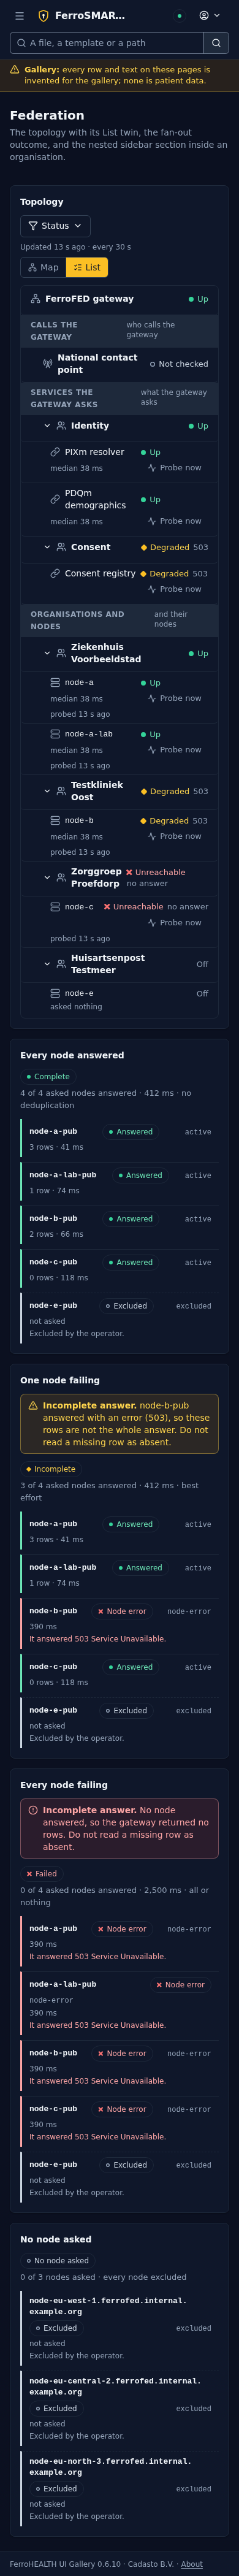 FerroSMAR…
A file, a template or a path
Gallery: every row and text on these pages is
invented for the gallery; none is patient data.
Federation
The topology with its List twin, the fan-out
outcome, and the nested sidebar section inside an
organisation.
Topology
Status
Updated 13 s ago · every 30 s
Map List
FerroFED gateway Up
CALLS THE GATEWAY who calls the gateway
National contact point Not checked
SERVICES THE GATEWAY ASKS what the gateway asks
Identity Up
PIXm resolver Up
median 38 ms Probe now
PDQm demographics Up
median 38 ms Probe now
Consent Degraded 503
Consent registry Degraded 503
Probe now
ORGANISATIONS AND NODES and their nodes
Ziekenhuis Voorbeeldstad Up
node-a Up
median 38 ms Probe now
probed 13 s ago
node-a-lab Up
median 38 ms Probe now
probed 13 s ago
Testkliniek Oost Degraded 503
node-b Degraded 503
median 38 ms Probe now
probed 13 s ago
Zorggroep Proefdorp Unreachable no answer
node-c Unreachable no answer
Probe now
probed 13 s ago
Huisartsenpost Testmeer Off
node-e Off
asked nothing
Every node answered
Complete
4 of 4 asked nodes answered · 412 ms · no
deduplication
node-a-pub Answered active
3 rows · 41 ms
node-a-lab-pub Answered active
1 row · 74 ms
node-b-pub Answered active
2 rows · 66 ms
node-c-pub Answered active
0 rows · 118 ms
node-e-pub Excluded excluded
not asked
Excluded by the operator.
One node failing
Incomplete answer. node-b-pub
answered with an error (503), so these
rows are not the whole answer. Do not
read a missing row as absent.
Incomplete
3 of 4 asked nodes answered · 412 ms · best
effort
node-a-pub Answered active
3 rows · 41 ms
node-a-lab-pub Answered active
1 row · 74 ms
node-b-pub Node error node-error
390 ms
It answered 503 Service Unavailable.
node-c-pub Answered active
0 rows · 118 ms
node-e-pub Excluded excluded
not asked
Excluded by the operator.
Every node failing
Incomplete answer. No node
answered, so the gateway returned no
rows. Do not read a missing row as
absent.
Failed
0 of 4 asked nodes answered · 2,500 ms · all or
nothing
node-a-pub Node error node-error
390 ms
It answered 503 Service Unavailable.
node-a-lab-pub Node error
node-error
390 ms
It answered 503 Service Unavailable.
node-b-pub Node error node-error
390 ms
It answered 503 Service Unavailable.
node-c-pub Node error node-error
390 ms
It answered 503 Service Unavailable.
node-e-pub Excluded excluded
not asked
Excluded by the operator.
No node asked
No node asked
0 of 3 nodes asked · every node excluded
node-eu-west-1.ferrofed.internal.
example.org
Excluded excluded
not asked
Excluded by the operator.
node-eu-central-2.ferrofed.internal.
example.org
Excluded excluded
not asked
Excluded by the operator.
node-eu-north-3.ferrofed.internal.
example.org
Excluded excluded
not asked
Excluded by the operator.
FerroHEALTH UI Gallery 0.6.10 · Cadasto B.V. · About